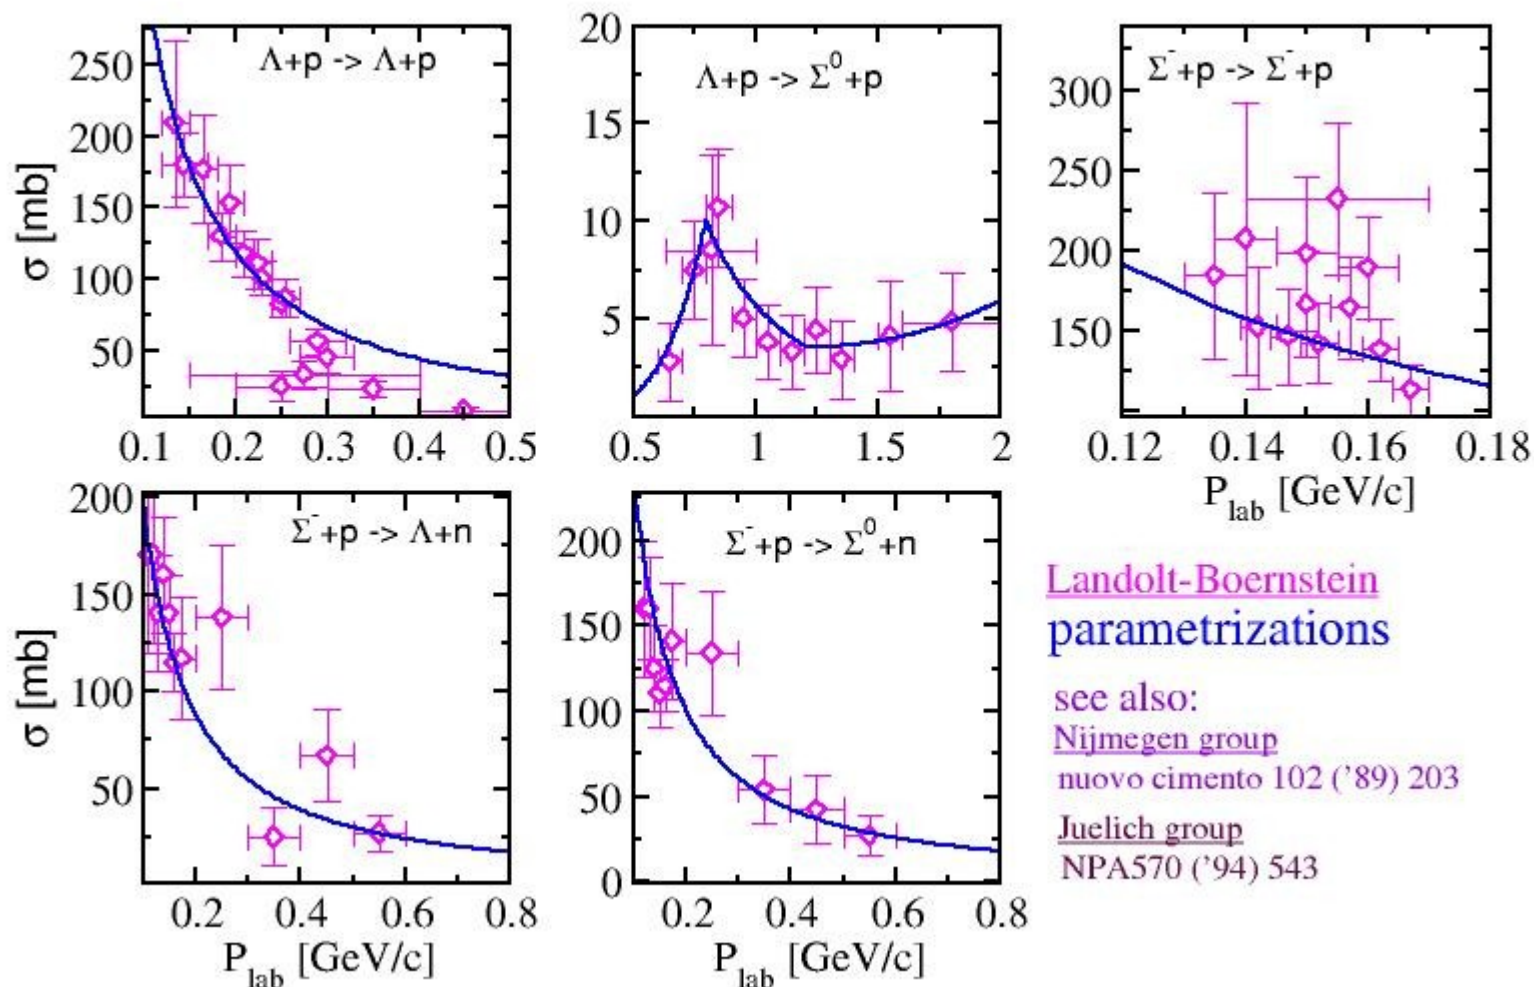 Λ+p -> Λ+p
σ [mb]
250
200
150
100
50
0.1 0.2 0.3 0.4 0.5
Λ+p -> Σ⁰+p
20
15
10
5
0.5 1 1.5 2
Σ⁻+p -> Σ⁻+p
300
250
200
150
0.12 0.14 0.16 0.18
P_lab [GeV/c]
Σ⁻+p -> Λ+n
σ [mb]
200
150
100
50
0.2 0.4 0.6 0.8
P_lab [GeV/c]
Σ⁻+p -> Σ⁰+n
200
150
100
50
0
0.2 0.4 0.6 0.8
P_lab [GeV/c]
Landolt-Boernstein
parametrizations
see also:
Nijmegen group
nuovo cimento 102 ('89) 203
Juelich group
NPA570 ('94) 543